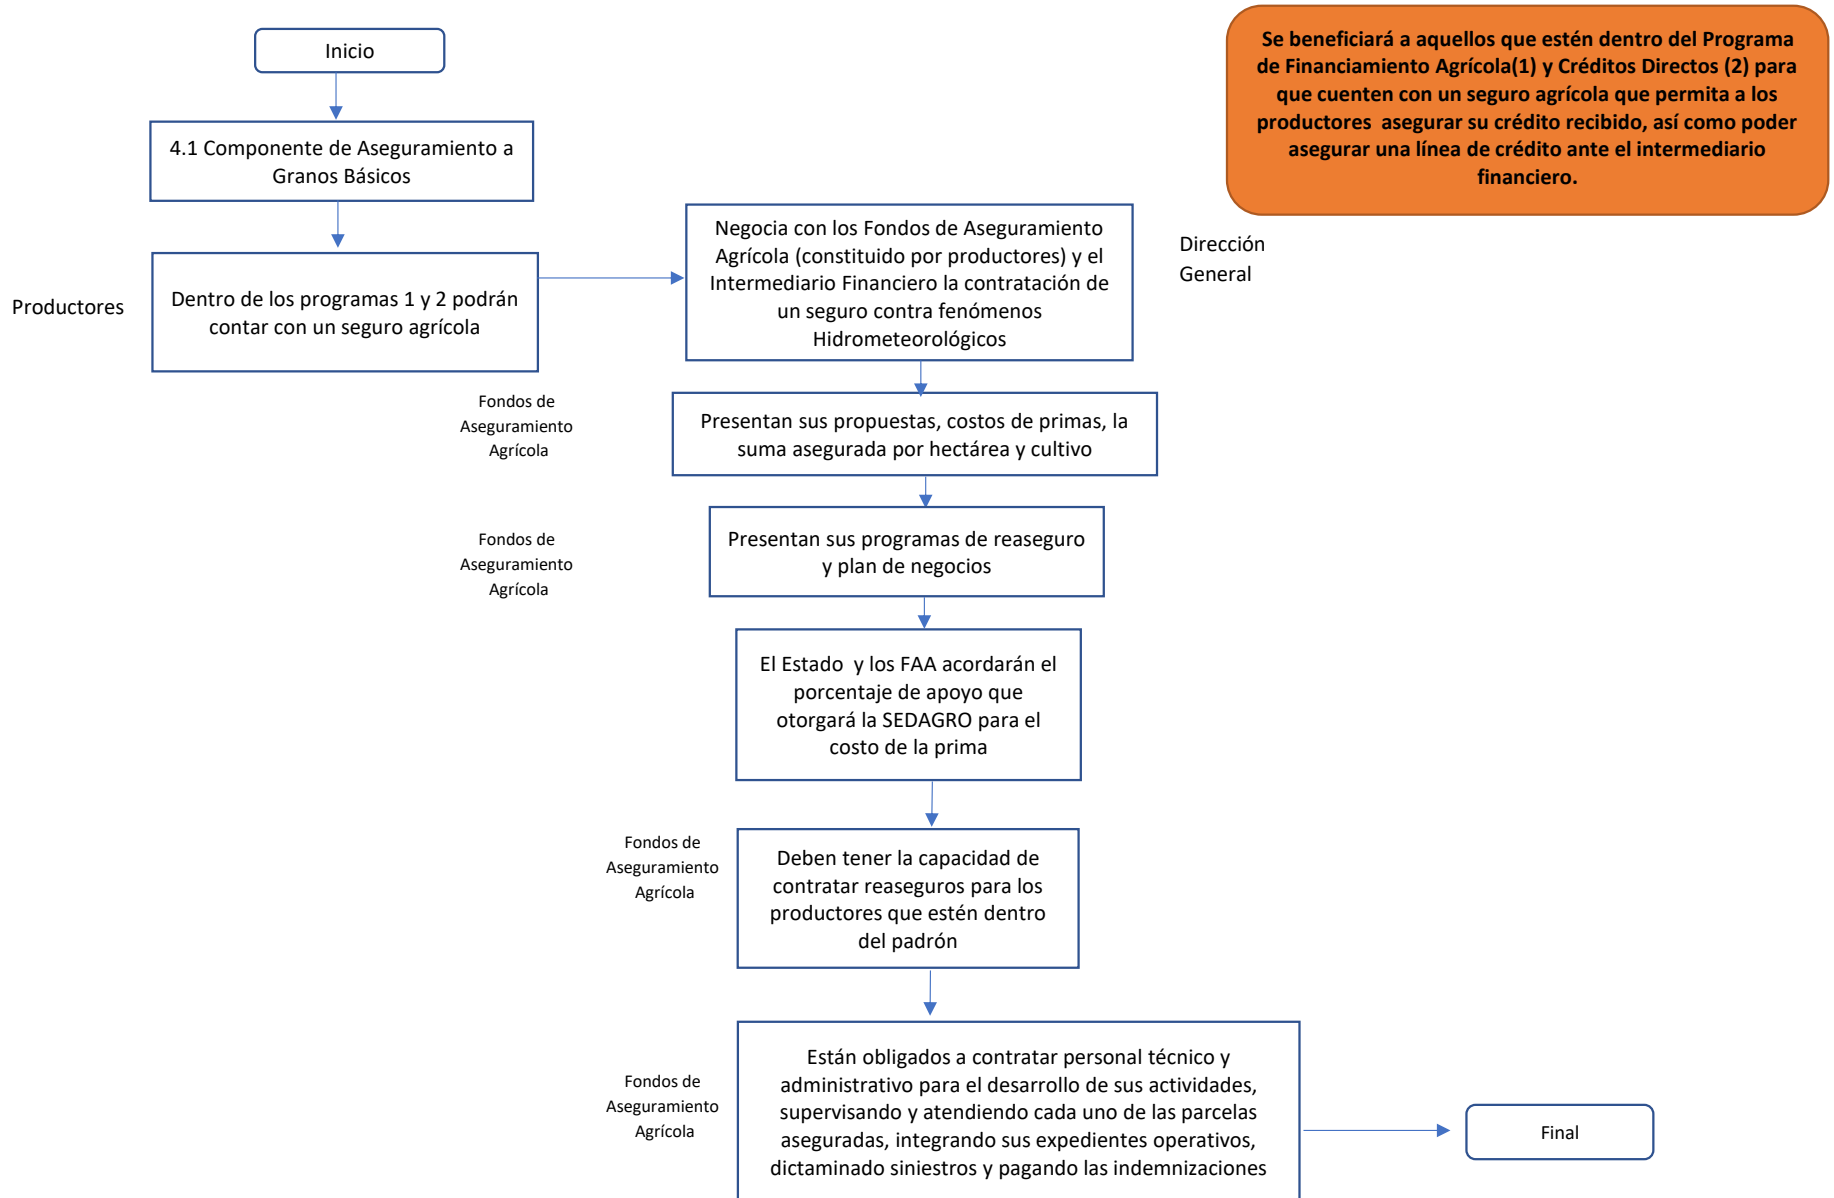 Inicio
Se beneficiará a aquellos que estén dentro del Programa
de Financiamiento Agrícola(1) y Créditos Directos (2) para
que cuenten con un seguro agrícola que permita a los
productores asegurar su crédito recibido, así como poder
asegurar una línea de crédito ante el intermediario
financiero.
4.1 Componente de Aseguramiento a
Granos Básicos
Productores
Dentro de los programas 1 y 2 podrán
contar con un seguro agrícola
Negocia con los Fondos de Aseguramiento
Agrícola (constituido por productores) y el
Intermediario Financiero la contratación de
un seguro contra fenómenos
Hidrometeorológicos
Dirección
General
Fondos de
Aseguramiento
Agrícola
Presentan sus propuestas, costos de primas, la
suma asegurada por hectárea y cultivo
Fondos de
Aseguramiento
Agrícola
Presentan sus programas de reaseguro
y plan de negocios
El Estado y los FAA acordarán el
porcentaje de apoyo que
otorgará la SEDAGRO para el
costo de la prima
Fondos de
Aseguramiento
Agrícola
Deben tener la capacidad de
contratar reaseguros para los
productores que estén dentro
del padrón
Fondos de
Aseguramiento
Agrícola
Están obligados a contratar personal técnico y
administrativo para el desarrollo de sus actividades,
supervisando y atendiendo cada uno de las parcelas
aseguradas, integrando sus expedientes operativos,
dictaminado siniestros y pagando las indemnizaciones
Final